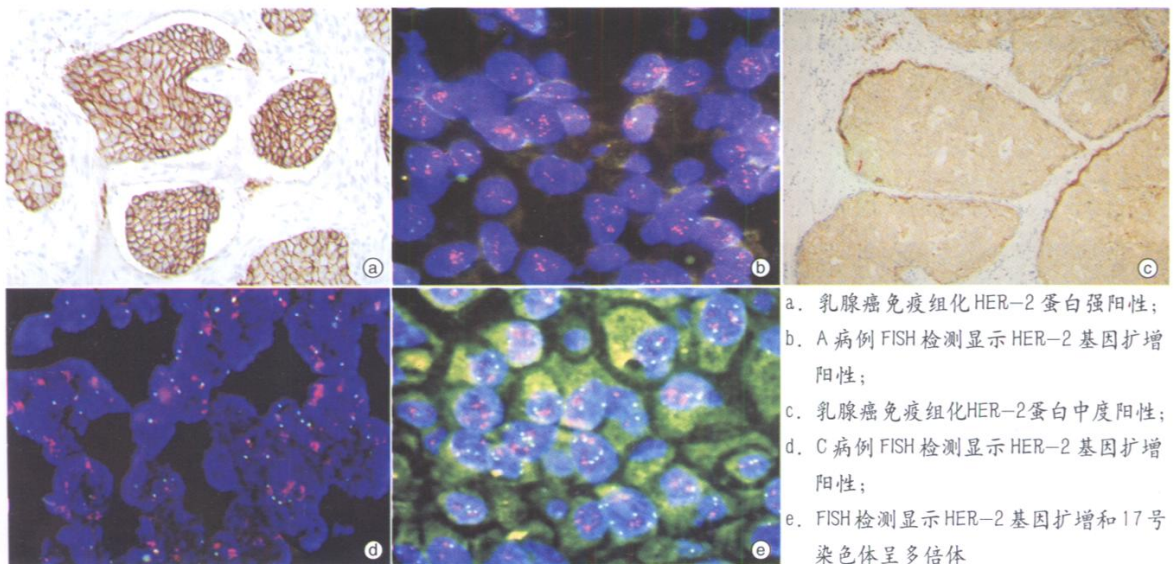 a
b
c
d
e
a. 乳腺癌免疫组化HER-2蛋白强阳性;
b. A病例FISH检测显示HER-2基因扩增
阳性;
c. 乳腺癌免疫组化HER-2蛋白中度阳性;
d. C病例FISH检测显示HER-2基因扩增
阳性;
e. FISH检测显示HER-2基因扩增和17号
染色体呈多倍体